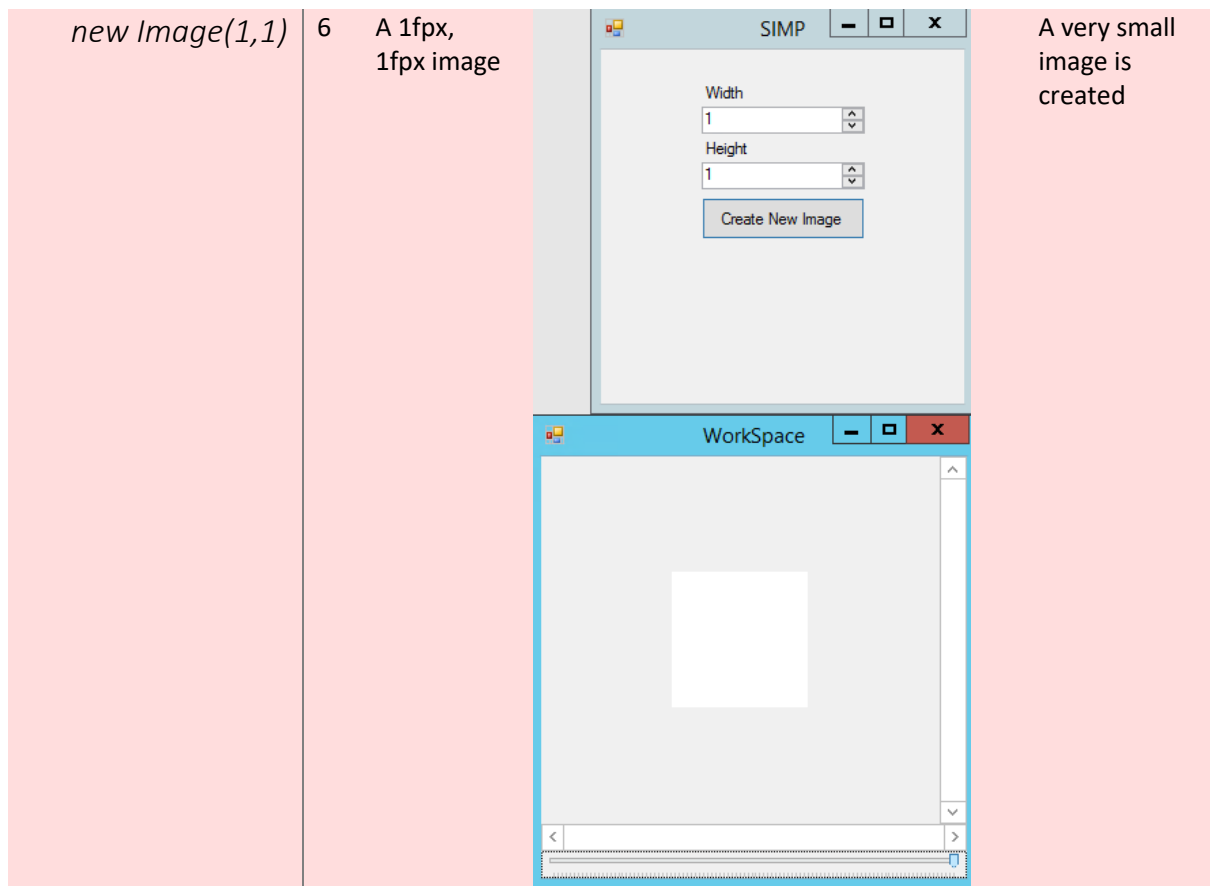 new Image(1,1)
6
A 1fpx,
1fpx image
SIMP
Width
1
Height
1
Create New Image
WorkSpace
A very small
image is
created